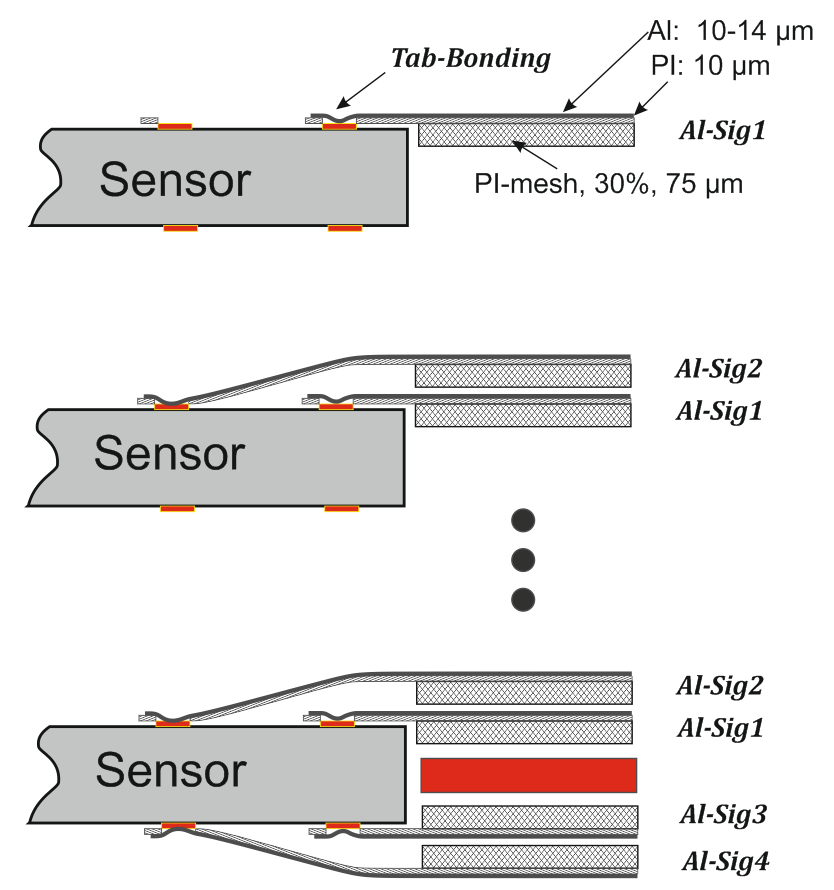 Al: 10-14 µm
Tab-Bonding
PI: 10 µm
Al-Sig1
Sensor
PI-mesh, 30%, 75 µm
Al-Sig2
Al-Sig1
Sensor
Al-Sig2
Al-Sig1
Sensor
Al-Sig3
Al-Sig4